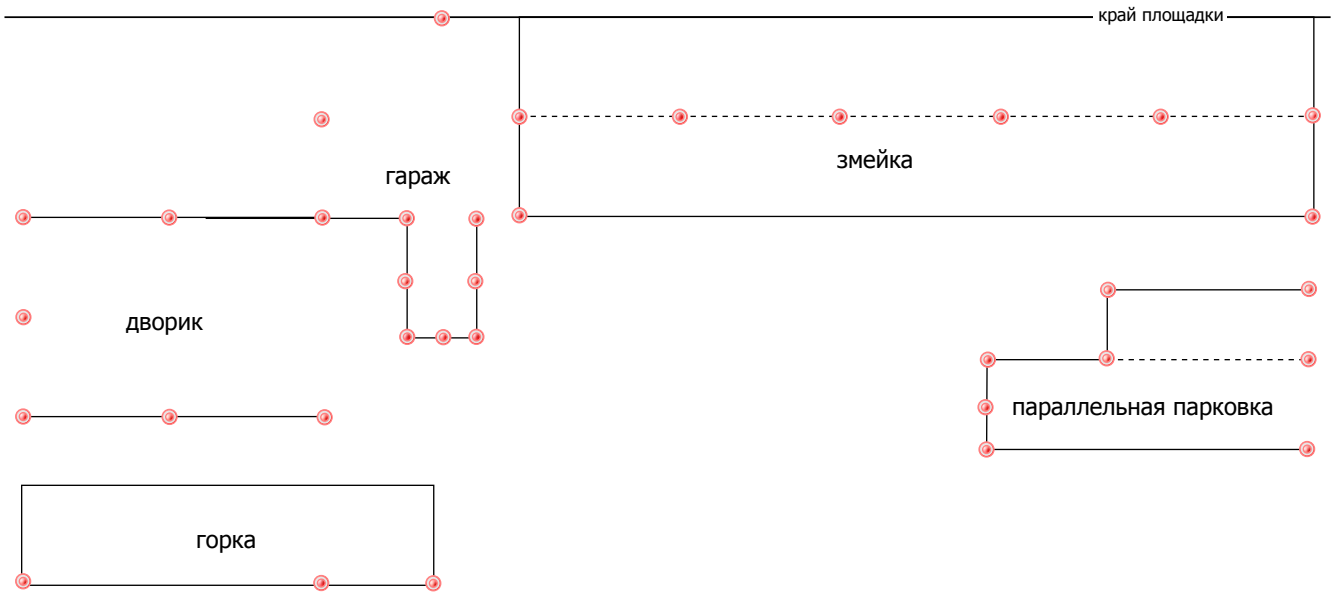 край площадки
змейка
гараж
дворик
параллельная парковка
горка